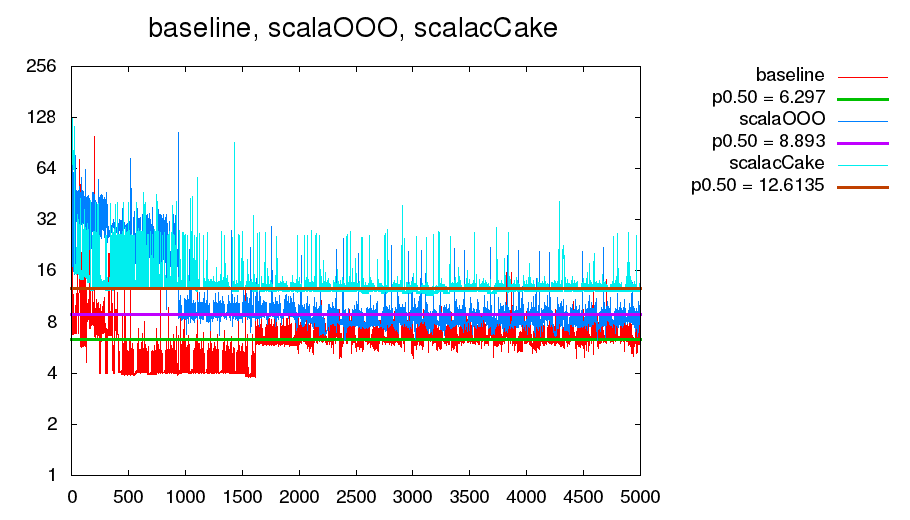 baseline, scalaOOO, scalacCake
256
128
64
32
16
8
4
2
1
0 500 1000 1500 2000 2500 3000 3500 4000 4500 5000
baseline
p0.50 = 6.297
scalaOOO
p0.50 = 8.893
scalacCake
p0.50 = 12.6135